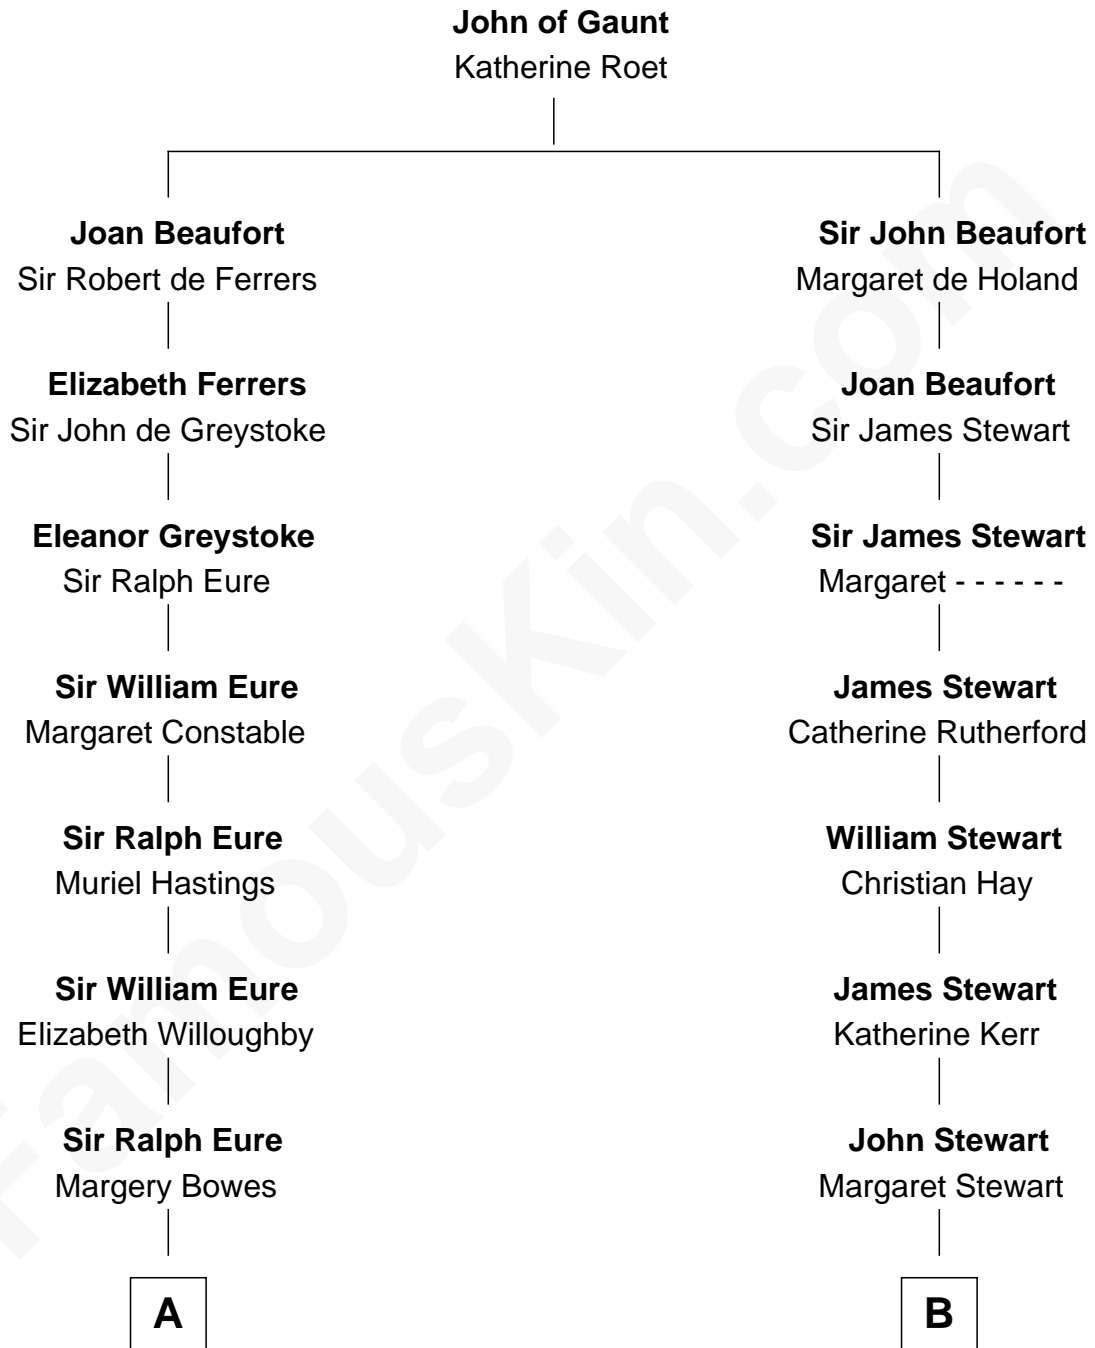 John of Gaunt
Katherine Roet
Joan Beaufort
Sir Robert de Ferrers
Sir John Beaufort
Margaret de Holand
Elizabeth Ferrers
Sir John de Greystoke
Joan Beaufort
Sir James Stewart
Eleanor Greystoke
Sir Ralph Eure
Sir James Stewart
Margaret - - - - - -
Sir William Eure
Margaret Constable
James Stewart
Catherine Rutherford
Sir Ralph Eure
Muriel Hastings
William Stewart
Christian Hay
Sir William Eure
Elizabeth Willoughby
James Stewart
Katherine Kerr
Sir Ralph Eure
Margery Bowes
John Stewart
Margaret Stewart
A
B
FamousKin.com